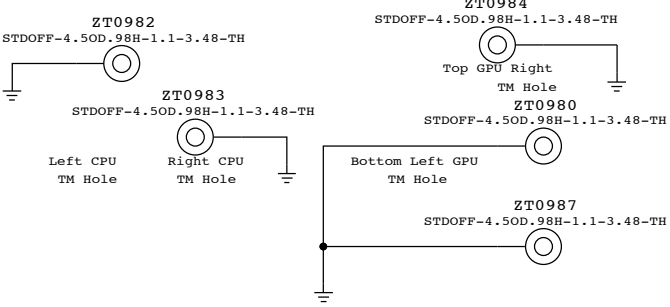 ZT0984
ZT0982
STDOFF-4.5OD.98H-1.1-3.48-TH
STDOFF-4.5OD.98H-1.1-3.48-TH
Top GPU Right
TM Hole
ZT0983
STDOFF-4.5OD.98H-1.1-3.48-TH
ZT0980
STDOFF-4.5OD.98H-1.1-3.48-TH
Left CPU
TM Hole
Right CPU
TM Hole
Bottom Left GPU
TM Hole
ZT0987
STDOFF-4.5OD.98H-1.1-3.48-TH